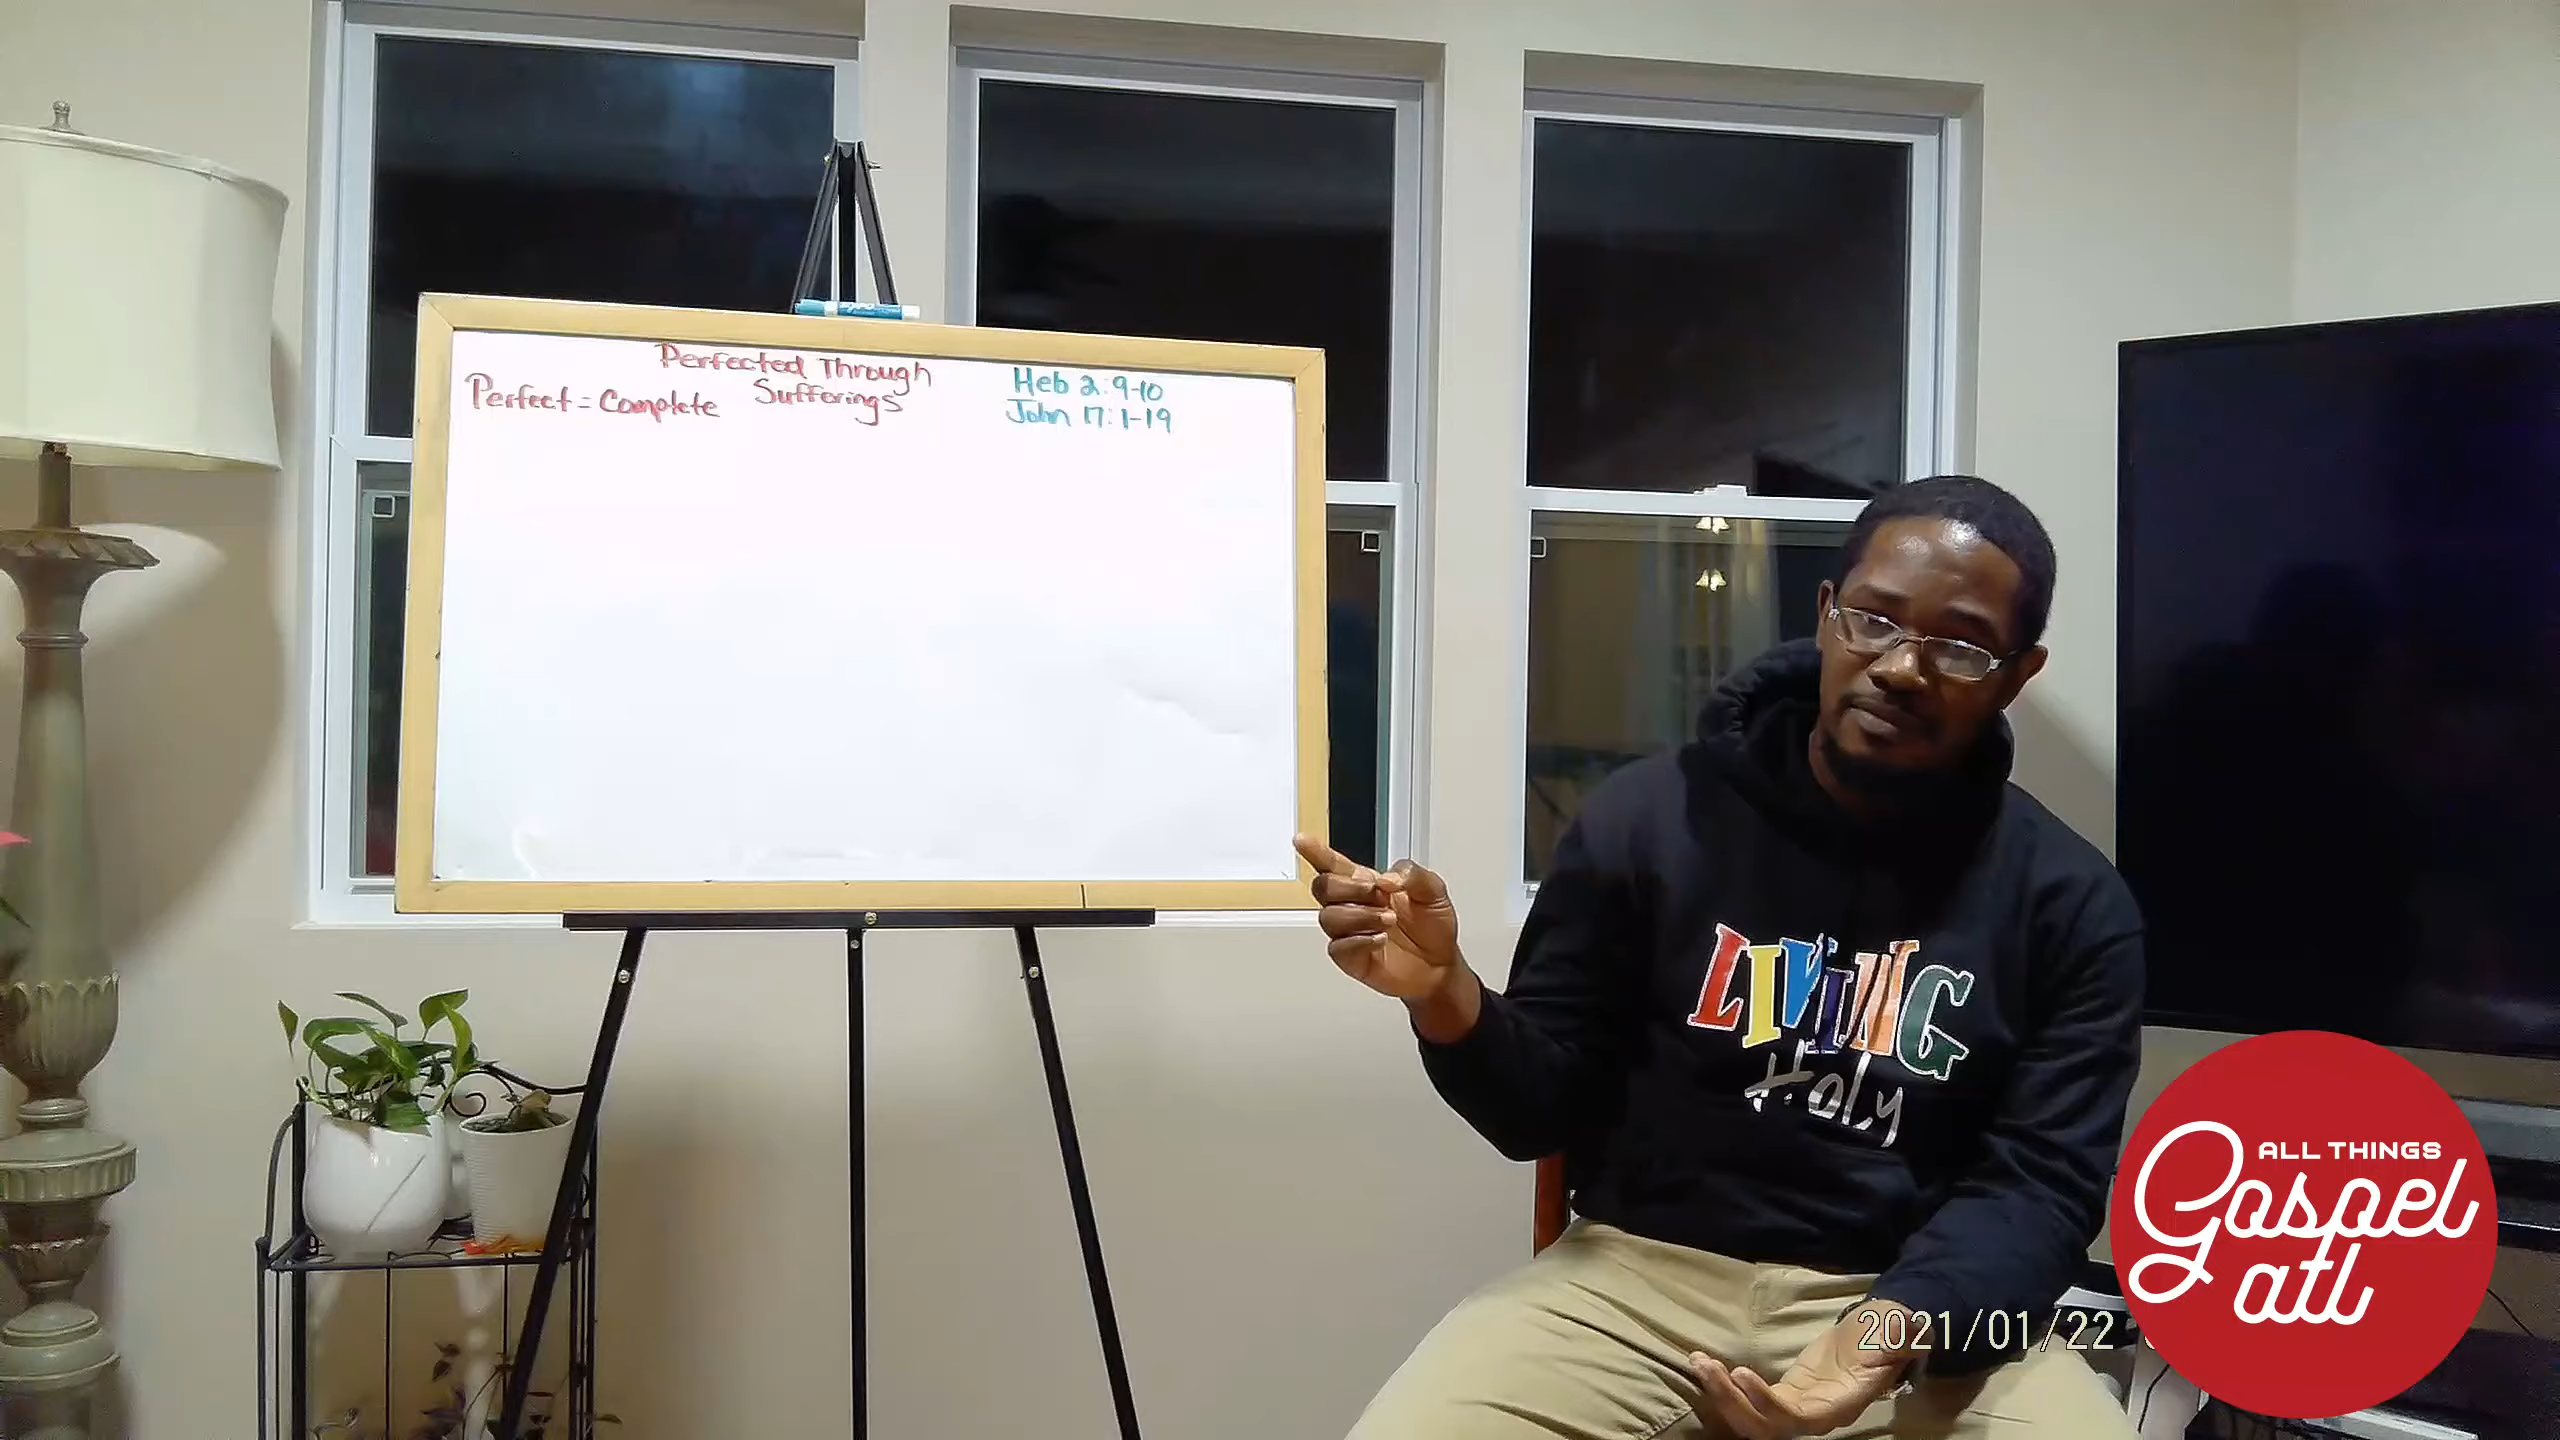 Perfected Through
Sufferings
Perfect = Complete
Heb 2:9-10
John 17:1-19
LIVING
Holy
ALL THINGS
Gospel
atl
2021/01/22